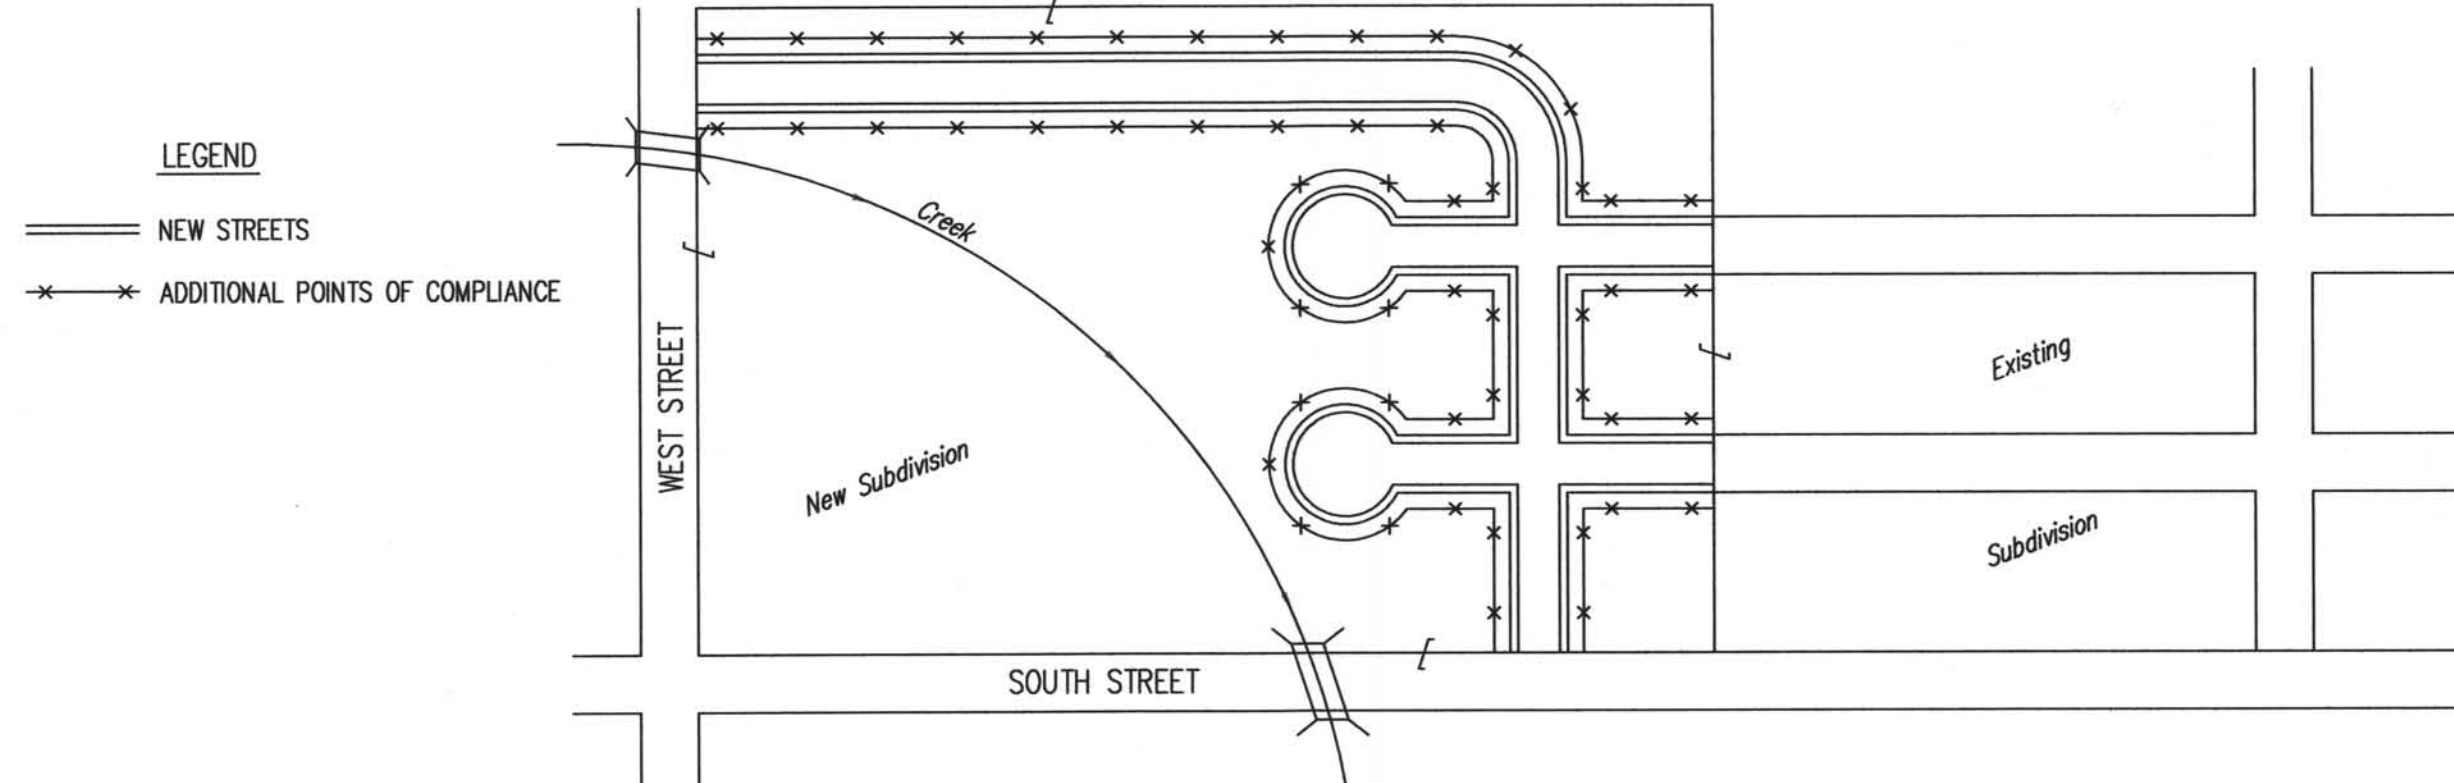 LEGEND
NEW STREETS
ADDITIONAL POINTS OF COMPLIANCE
WEST STREET
Creek
New Subdivision
Existing
Subdivision
SOUTH STREET